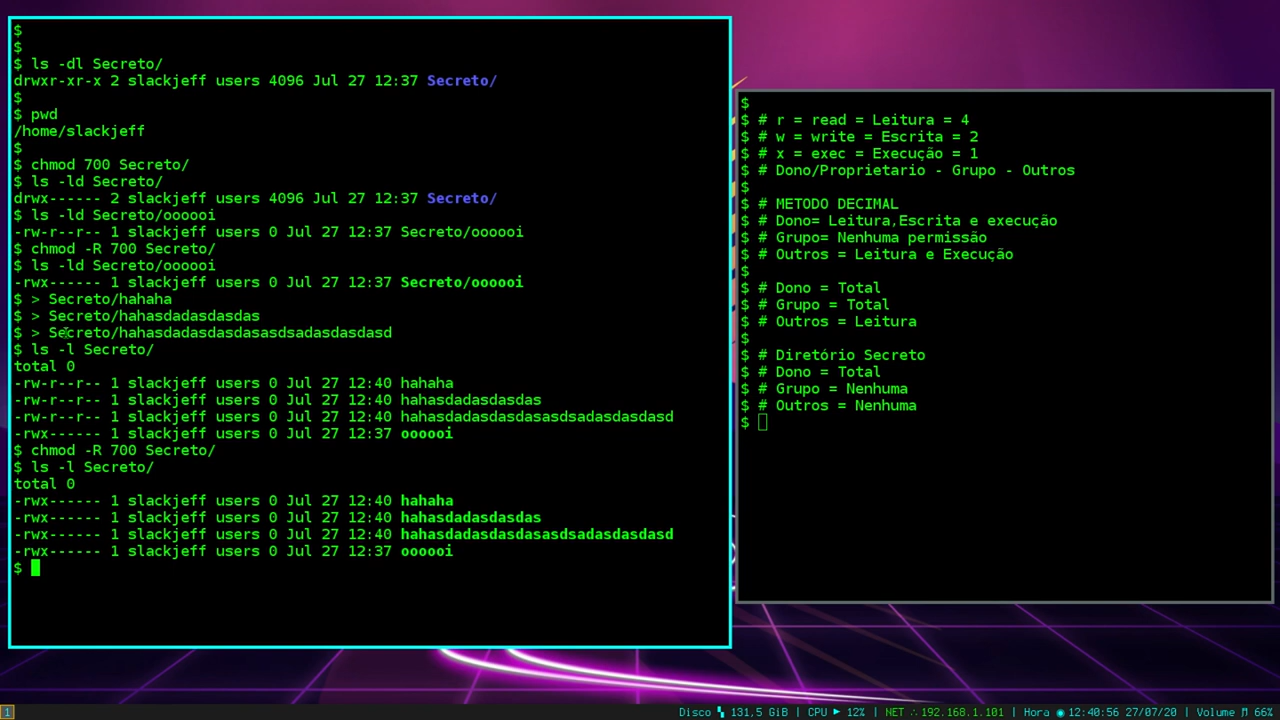 $
$
$ ls -dl Secreto/
drwxr-xr-x 2 slackjeff users 4096 Jul 27 12:37 Secreto/
$
$ pwd
/home/slackjeff
$
$ chmod 700 Secreto/
$ ls -ld Secreto/
drwx------ 2 slackjeff users 4096 Jul 27 12:37 Secreto/
$ ls -ld Secreto/oooooi
-rw-r--r-- 1 slackjeff users 0 Jul 27 12:37 Secreto/oooooi
$ chmod -R 700 Secreto/
$ ls -ld Secreto/oooooi
-rwx------ 1 slackjeff users 0 Jul 27 12:37 Secreto/oooooi
$ > Secreto/hahaha
$ > Secreto/hahasdadasdasdas
$ > Secreto/hahasdadasdasdasasdsadasdasdasd
$ ls -l Secreto/
total 0
-rw-r--r-- 1 slackjeff users 0 Jul 27 12:40 hahaha
-rw-r--r-- 1 slackjeff users 0 Jul 27 12:40 hahasdadasdasdas
-rw-r--r-- 1 slackjeff users 0 Jul 27 12:40 hahasdadasdasdasasdsadasdasdasd
-rwx------ 1 slackjeff users 0 Jul 27 12:37 oooooi
$ chmod -R 700 Secreto/
$ ls -l Secreto/
total 0
-rwx------ 1 slackjeff users 0 Jul 27 12:40 hahaha
-rwx------ 1 slackjeff users 0 Jul 27 12:40 hahasdadasdasdas
-rwx------ 1 slackjeff users 0 Jul 27 12:40 hahasdadasdasdasasdsadasdasdasd
-rwx------ 1 slackjeff users 0 Jul 27 12:37 oooooi
$
$
$ # r = read = Leitura = 4
$ # w = write = Escrita = 2
$ # x = exec = Execução = 1
$ # Dono/Proprietario - Grupo - Outros
$
$ # METODO DECIMAL
$ # Dono= Leitura,Escrita e execução
$ # Grupo= Nenhuma permissão
$ # Outros = Leitura e Execução
$
$ # Dono = Total
$ # Grupo = Total
$ # Outros = Leitura
$
$ # Diretório Secreto
$ # Dono = Total
$ # Grupo = Nenhuma
$ # Outros = Nenhuma
$
1 Disco 131,5 GiB | CPU 12% | NET 192.168.1.101 | Hora 12:40:56 27/07/20 | Volume 66%